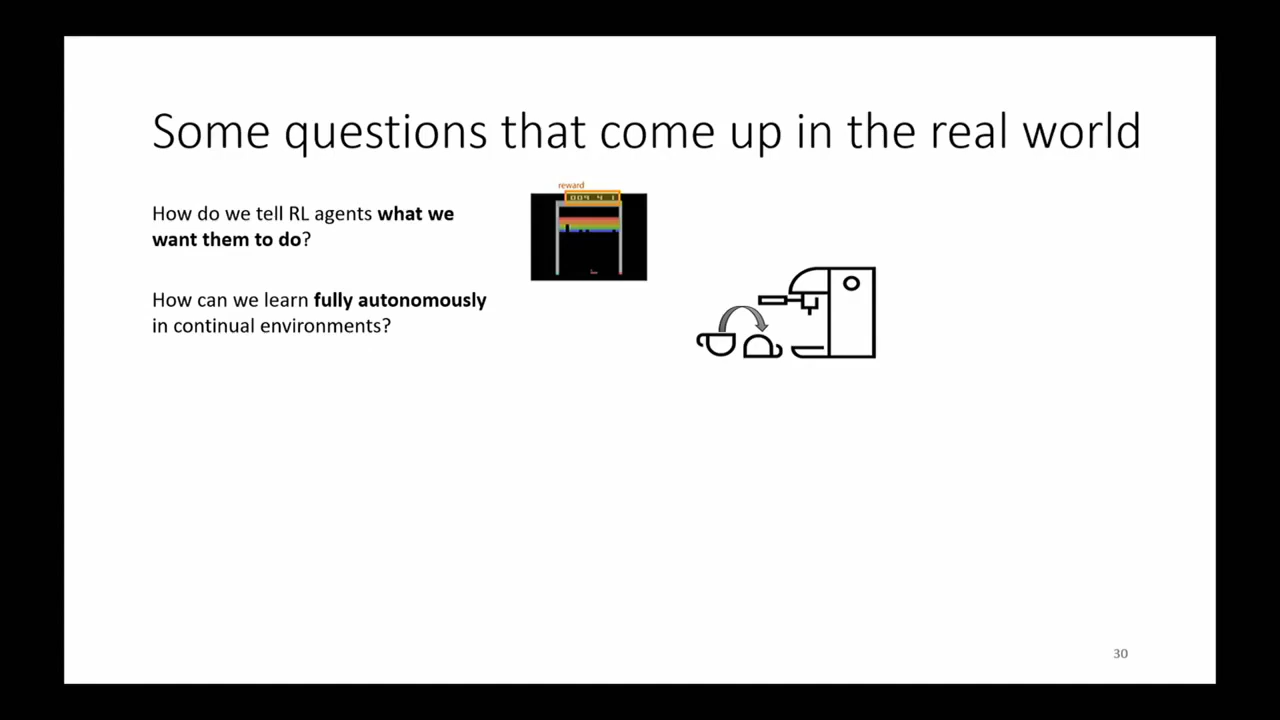 Some questions that come up in the real world
How do we tell RL agents what we
want them to do?
reward
How can we learn fully autonomously
in continual environments?
30